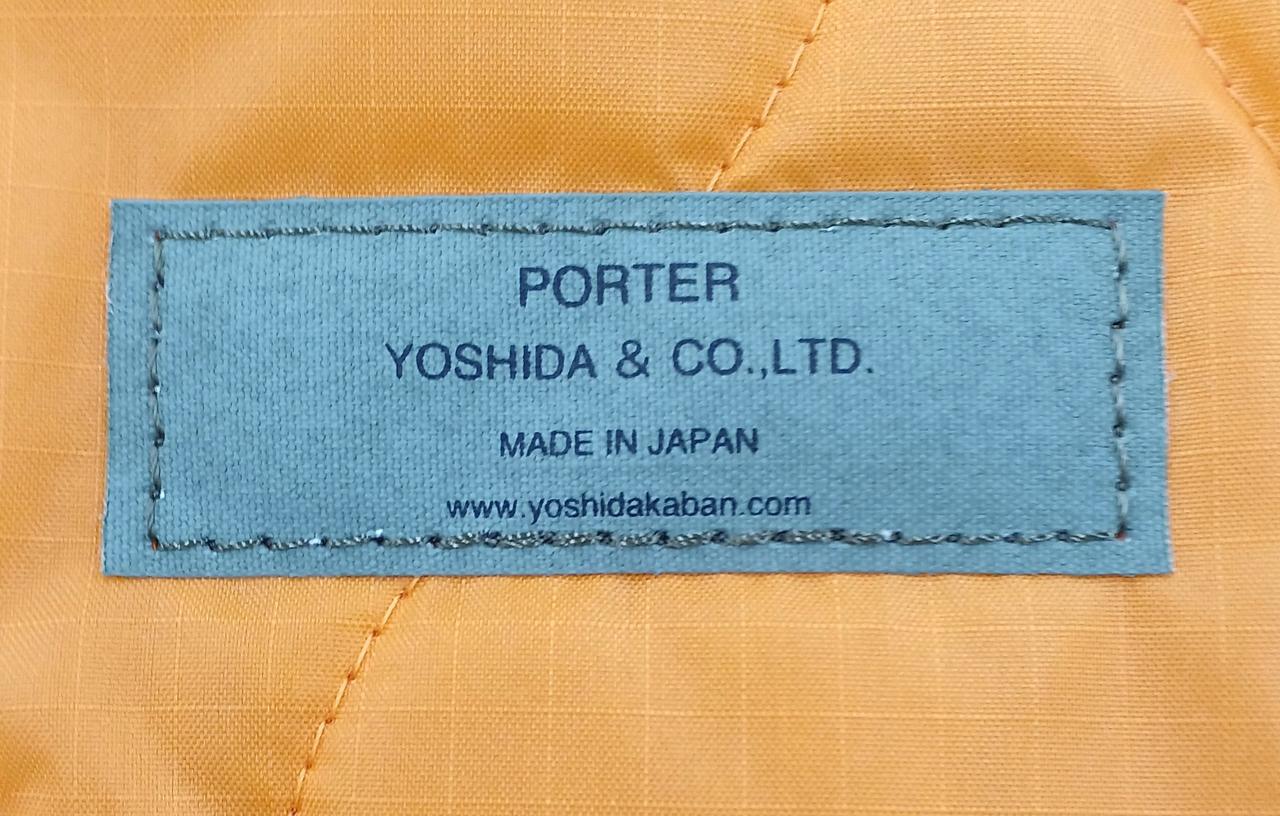 PORTER
YOSHIDA & CO.,LTD.
MADE IN JAPAN
www.yoshidakaban.com